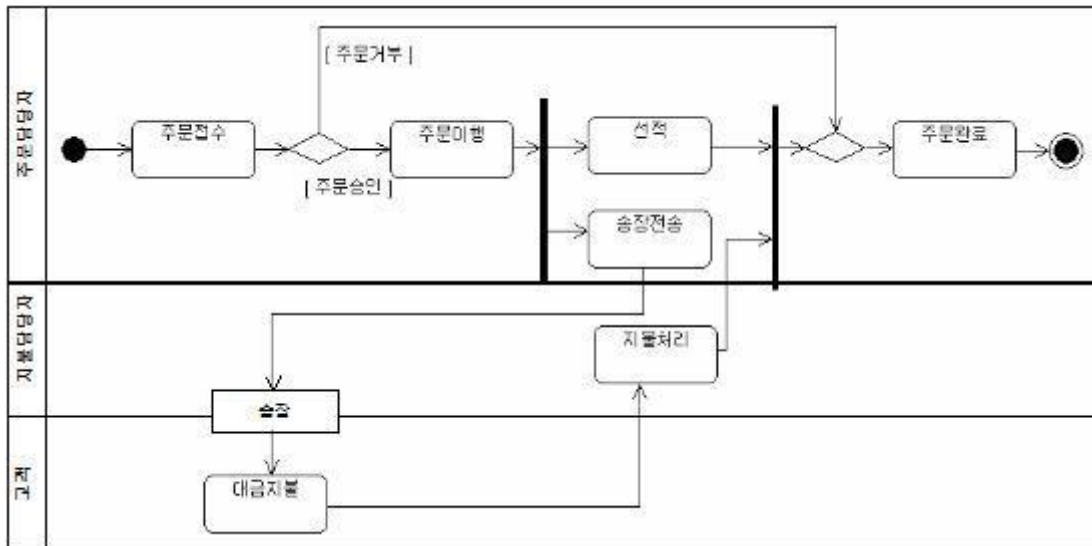 [ 주문거부 ]
주문담당자
주문접수
주문이행
선적
주문완료
[ 주문승인 ]
송장전송
지불담당자
지불처리
송장
고객
대금지불